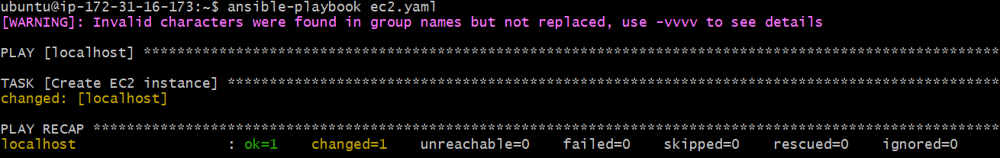 ubuntu@ip-172-31-16-173:~$ ansible-playbook ec2.yaml
[WARNING]: Invalid characters were found in group names but not replaced, use -vvvv to see details
PLAY [localhost] ******************************************************************************************************
TASK [Create EC2 instance] ********************************************************************************************
changed: [localhost]
PLAY RECAP ************************************************************************************************************
localhost                  : ok=1    changed=1    unreachable=0    failed=0    skipped=0    rescued=0    ignored=0